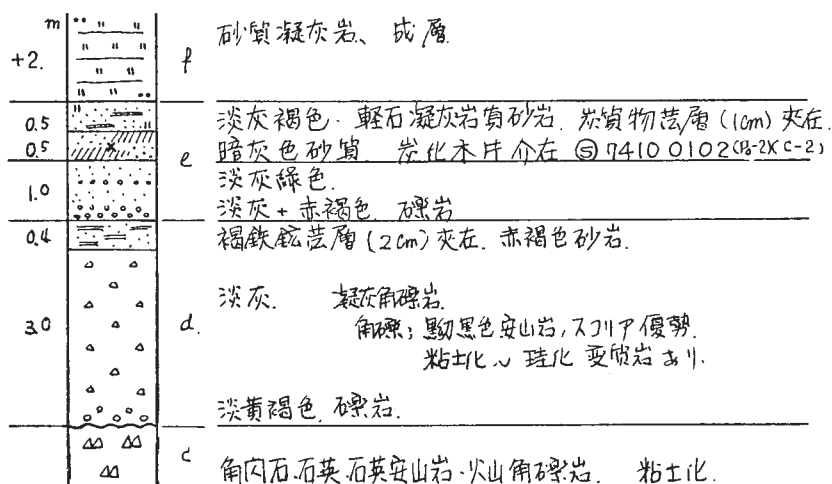 m
+2. f 砂質凝灰岩、成層
0.5 淡灰褐色・軽石凝灰岩質砂岩. 炭質物薄層 (1cm) 夾在.
0.5 e 暗灰色砂質 炭化木片介在 Ⓢ 7410 0102 (Po-2)(C-2)
1.0 淡灰緑色.
淡灰+赤褐色 礫岩
0.4 褐鉄鉱薄層 (2cm) 夾在. 赤褐色砂岩.
3.0 d. 淡灰. 凝灰角礫岩.
角礫; 黝黒色安山岩, スコリア優勢.
粘土化 〜 珪化 変質岩 あり.
淡黄褐色. 礫岩.
c 角閃石.石英.石英安山岩・火山角礫岩. 粘土化.